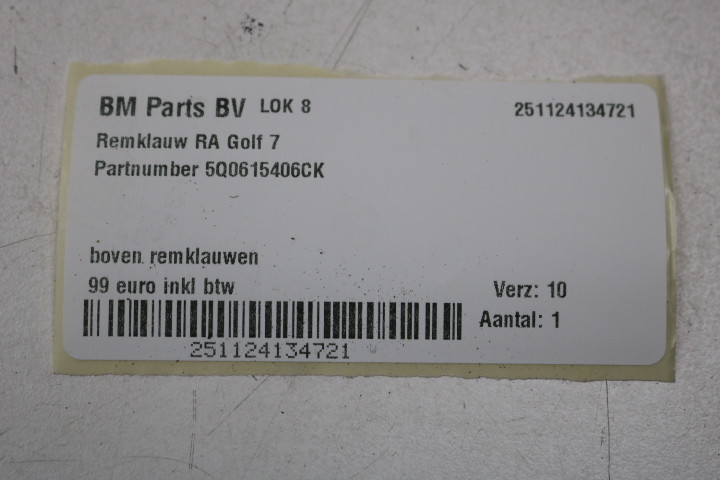 BM Parts BV LOK 8 251124134721
Remklauw RA Golf 7
Partnumber 5Q0615406CK
boven remklauwen
99 euro inkl btw Verz: 10
Aantal: 1
251124134721